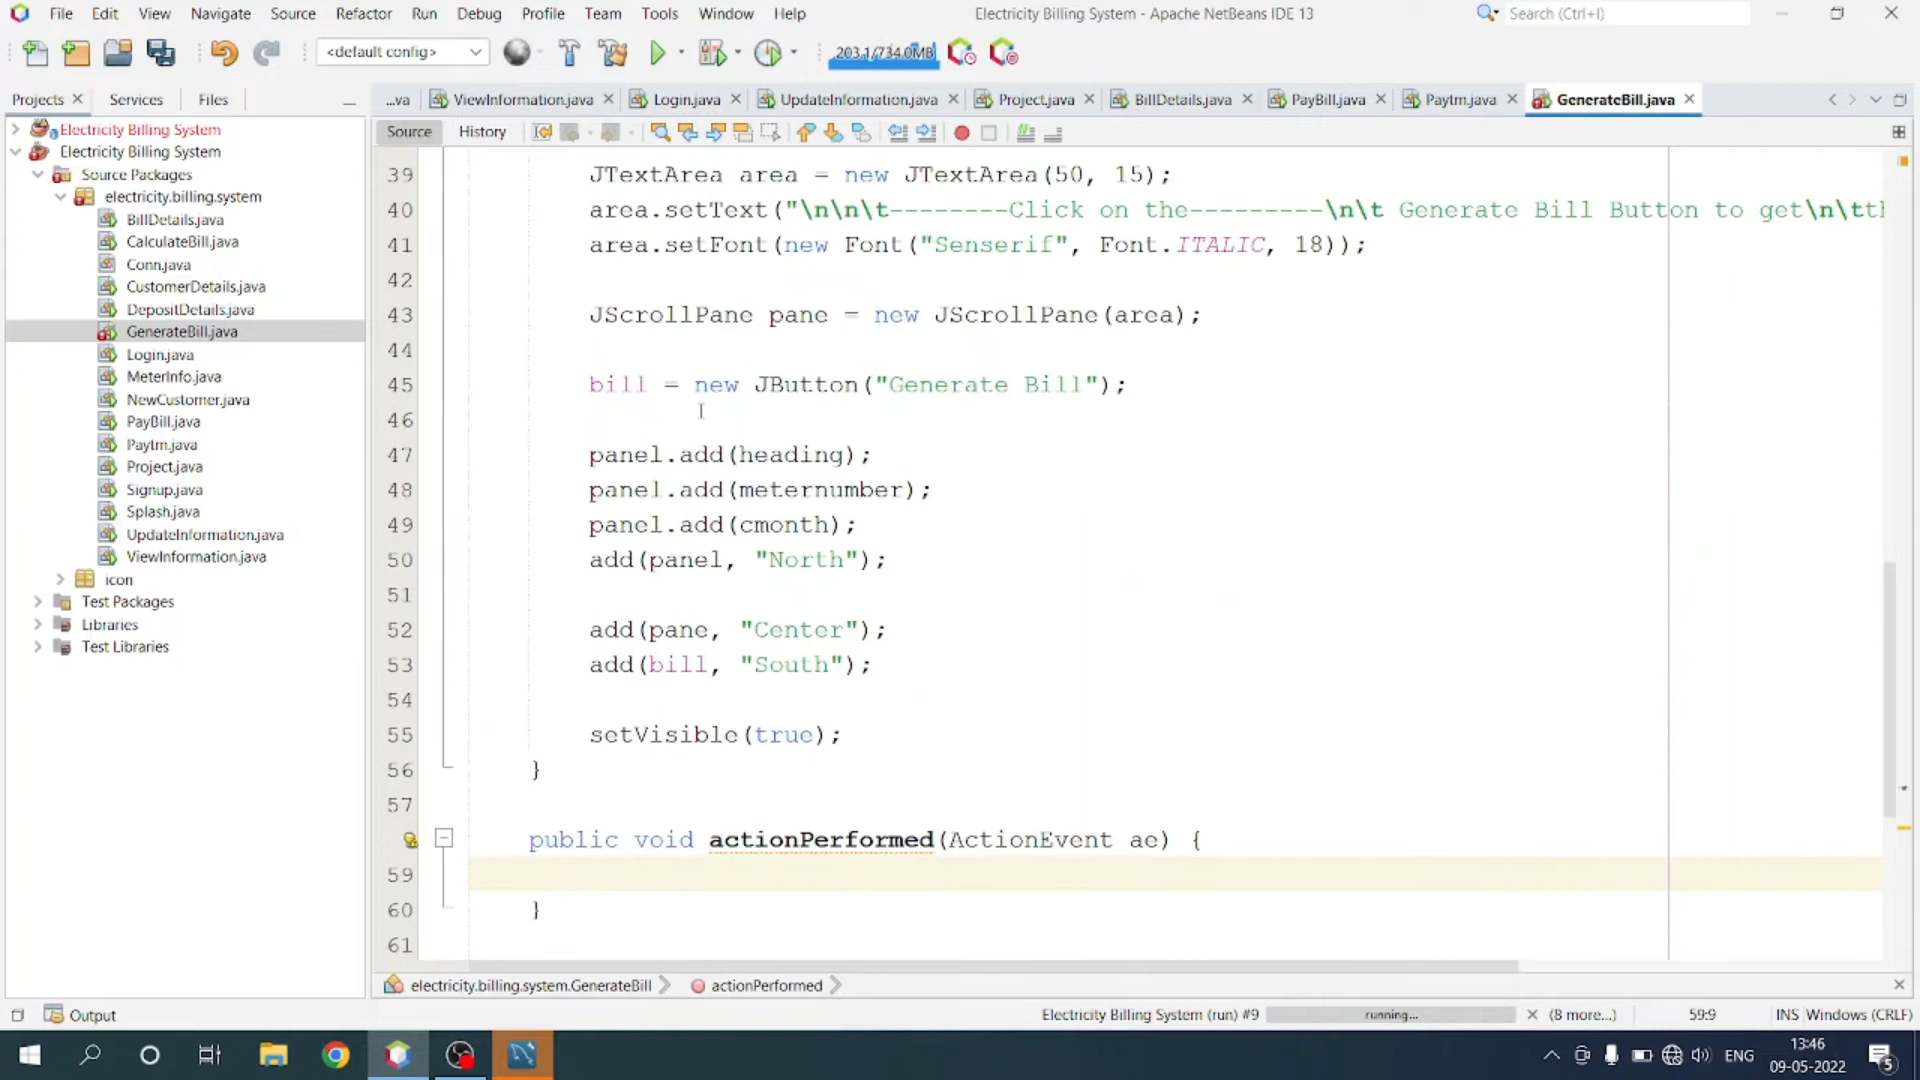 File Edit View Navigate Source Refactor Run Debug Profile Team Tools Window Help Electricity Billing System - Apache NetBeans IDE 13 Search (Ctrl+I)
<default config> 203.1/734.0MB
Projects Services Files ...va ViewInformation.java Login.java UpdateInformation.java Project.java BillDetails.java PayBill.java Paytm.java GenerateBill.java
Source History
Electricity Billing System
Electricity Billing System
Source Packages
electricity.billing.system
BillDetails.java
CalculateBill.java
Conn.java
CustomerDetails.java
DepositDetails.java
GenerateBill.java
Login.java
MeterInfo.java
NewCustomer.java
PayBill.java
Paytm.java
Project.java
Signup.java
Splash.java
UpdateInformation.java
ViewInformation.java
icon
Test Packages
Libraries
Test Libraries
39 JTextArea area = new JTextArea(50, 15);
40 area.setText("\n\n\t--------Click on the---------\n\t Generate Bill Button to get\n\tth
41 area.setFont(new Font("Senserif", Font.ITALIC, 18));
42
43 JScrollPane pane = new JScrollPane(area);
44
45 bill = new JButton("Generate Bill");
46
47 panel.add(heading);
48 panel.add(meternumber);
49 panel.add(cmonth);
50 add(panel, "North");
51
52 add(pane, "Center");
53 add(bill, "South");
54
55 setVisible(true);
56 }
57
public void actionPerformed(ActionEvent ae) {
59
60 }
61
electricity.billing.system.GenerateBill actionPerformed
Output Electricity Billing System (run) #9 running... (8 more...) 59:9 INS Windows (CRLF)
ENG 13:46
09-05-2022 5